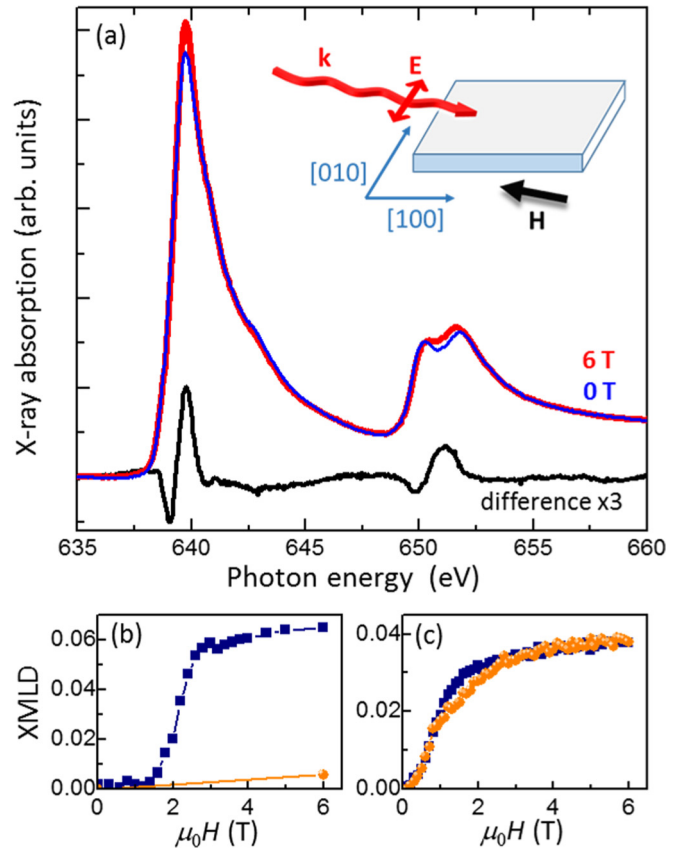 (a)
k
E
[010]
[100]
H
X-ray absorption (arb. units)
6 T
0 T
difference x3
635 640 645 650 655 660
Photon energy (eV)
(b)
(c)
XMLD
0.06
0.04
0.02
0.00
0 2 4 6
μ0H (T)
0.04
0.02
0.00
0 2 4 6
μ0H (T)